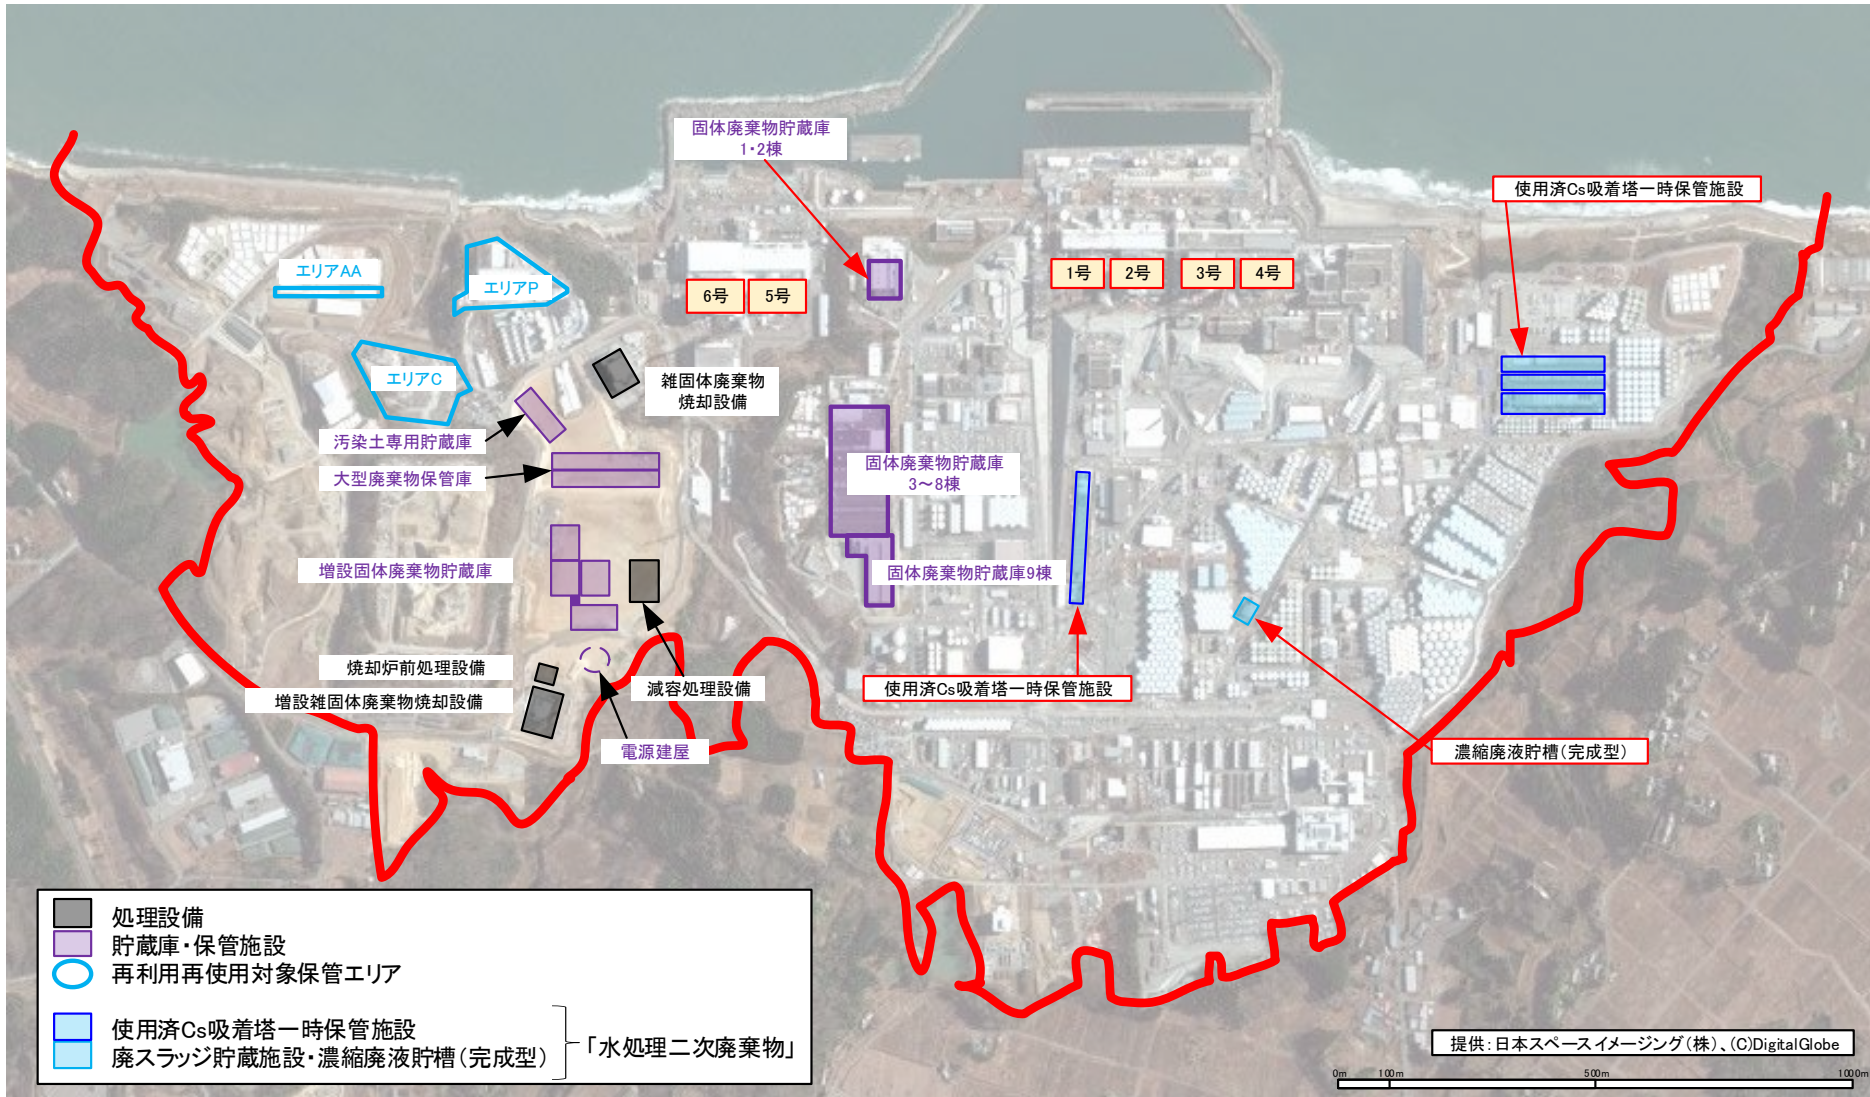 固体廃棄物貯蔵庫
1・2棟
使用済Cs吸着塔一時保管施設
エリアAA
エリアP
6号
5号
1号
2号
3号
4号
エリアC
雑固体廃棄物
焼却設備
汚染土専用貯蔵庫
大型廃棄物保管庫
固体廃棄物貯蔵庫
3～8棟
増設固体廃棄物貯蔵庫
固体廃棄物貯蔵庫9棟
焼却炉前処理設備
増設雑固体廃棄物焼却設備
減容処理設備
使用済Cs吸着塔一時保管施設
電源建屋
濃縮廃液貯槽(完成型)
処理設備
貯蔵庫・保管施設
再利用再使用対象保管エリア
使用済Cs吸着塔一時保管施設
廃スラッジ貯蔵施設・濃縮廃液貯槽(完成型)
「水処理二次廃棄物」
提供：日本スペースイメージング(株)、(C)DigitalGlobe
0m 100m 500m 1000m